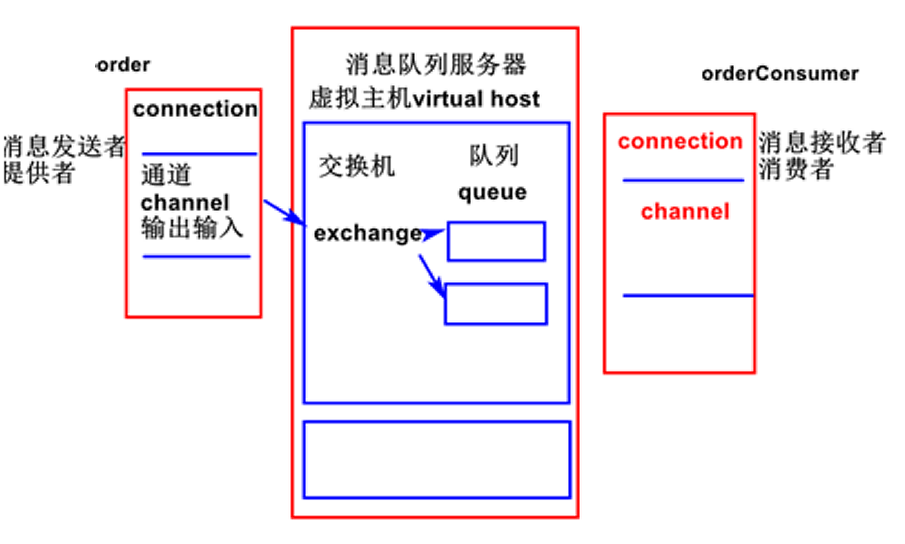 order
connection
消息发送者
提供者
通道
channel
输出输入
消息队列服务器
虚拟主机virtual host
交换机
队列
queue
exchange
orderConsumer
connection
消息接收者
消费者
channel